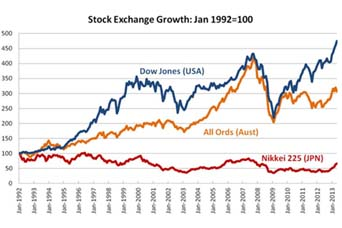 Stock Exchange Growth: Jan 1992=100
500
450
400
350
300
250
200
150
100
50
0
Dow Jones (USA)
All Ords (Aust)
Nikkei 225 (JPN)
Jan-1992
Jan-1993
Jan-1994
Jan-1995
Jan-1996
Jan-1997
Jan-1998
Jan-1999
Jan-2000
Jan-2001
Jan-2002
Jan-2003
Jan-2004
Jan-2005
Jan-2006
Jan-2007
Jan-2008
Jan-2009
Jan-2010
Jan-2011
Jan-2012
Jan-2013